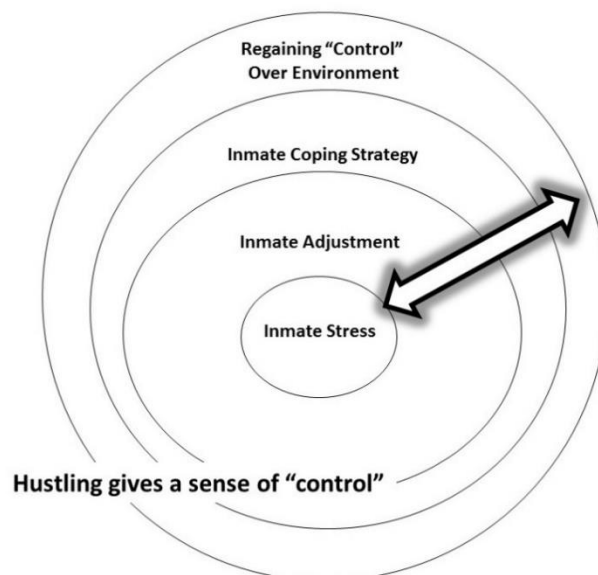 Regaining “Control”
Over Environment
Inmate Coping Strategy
Inmate Adjustment
Inmate Stress
Hustling gives a sense of “control”